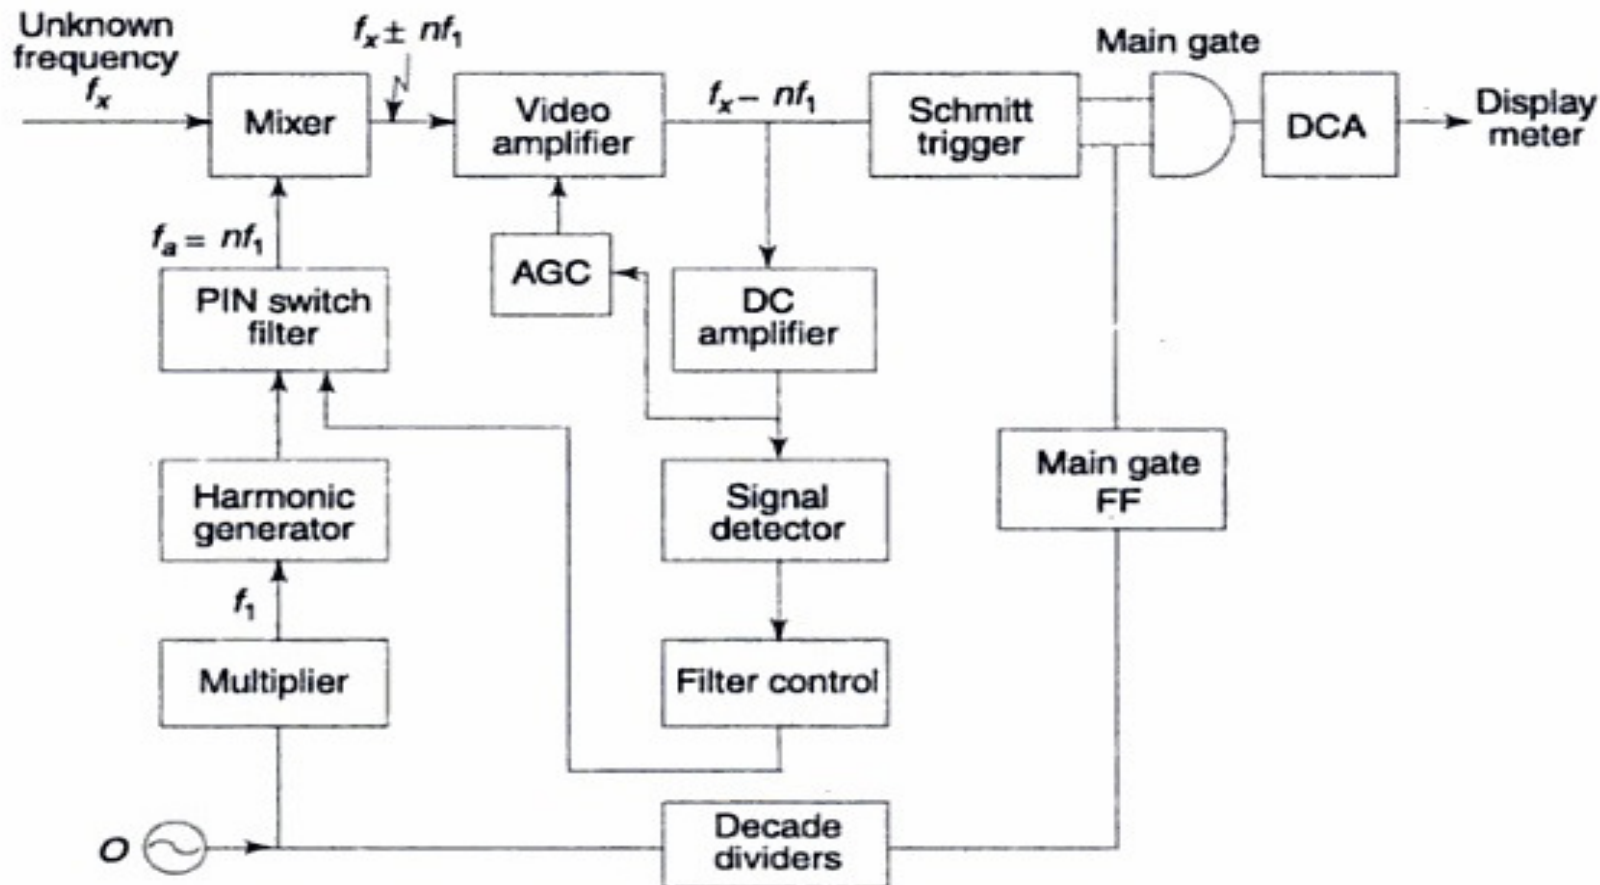 Unknown
frequency
fx
fx ± nf1
Main gate
Mixer
Video
amplifier
fx − nf1
Schmitt
trigger
DCA
Display
meter
fa = nf1
PIN switch
filter
AGC
DC
amplifier
Harmonic
generator
Signal
detector
Main gate
FF
f1
Multiplier
Filter control
O
Decade
dividers